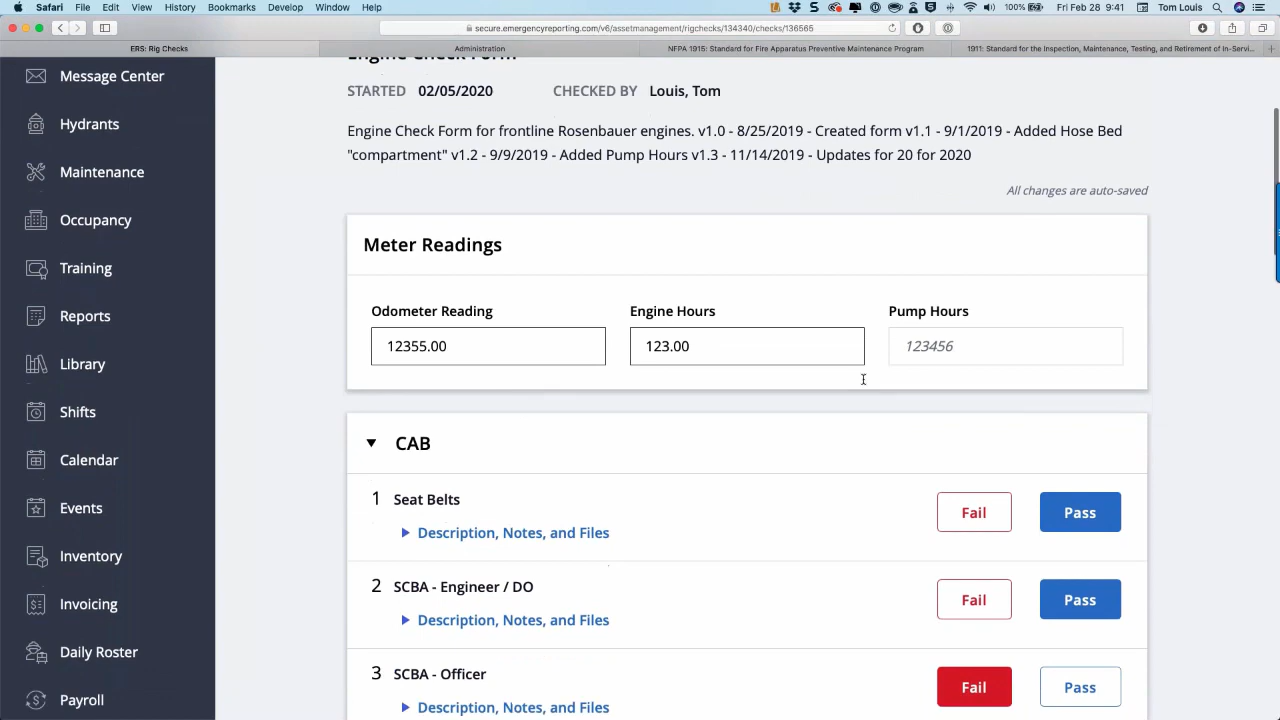 Safari File Edit View History Bookmarks Develop Window Help 100% Fri Feb 28 9:41 Tom Louis
secure.emergencyreporting.com/v6/assetmanagement/rigchecks/134340/checks/136565
ERS: Rig Checks Administration NFPA 1915: Standard for Fire Apparatus Preventive Maintenance Program 1911: Standard for the Inspection, Maintenance, Testing, and Retirement of In-Servi...
Message Center
Hydrants
Maintenance
Occupancy
Training
Reports
Library
Shifts
Calendar
Events
Inventory
Invoicing
Daily Roster
Payroll
Engine Check Form
STARTED 02/05/2020 CHECKED BY Louis, Tom
Engine Check Form for frontline Rosenbauer engines. v1.0 - 8/25/2019 - Created form v1.1 - 9/1/2019 - Added Hose Bed
"compartment" v1.2 - 9/9/2019 - Added Pump Hours v1.3 - 11/14/2019 - Updates for 20 for 2020
All changes are auto-saved
Meter Readings
Odometer Reading Engine Hours Pump Hours
12355.00 123.00 123456
CAB
1 Seat Belts Fail Pass
Description, Notes, and Files
2 SCBA - Engineer / DO Fail Pass
Description, Notes, and Files
3 SCBA - Officer Fail Pass
Description, Notes, and Files